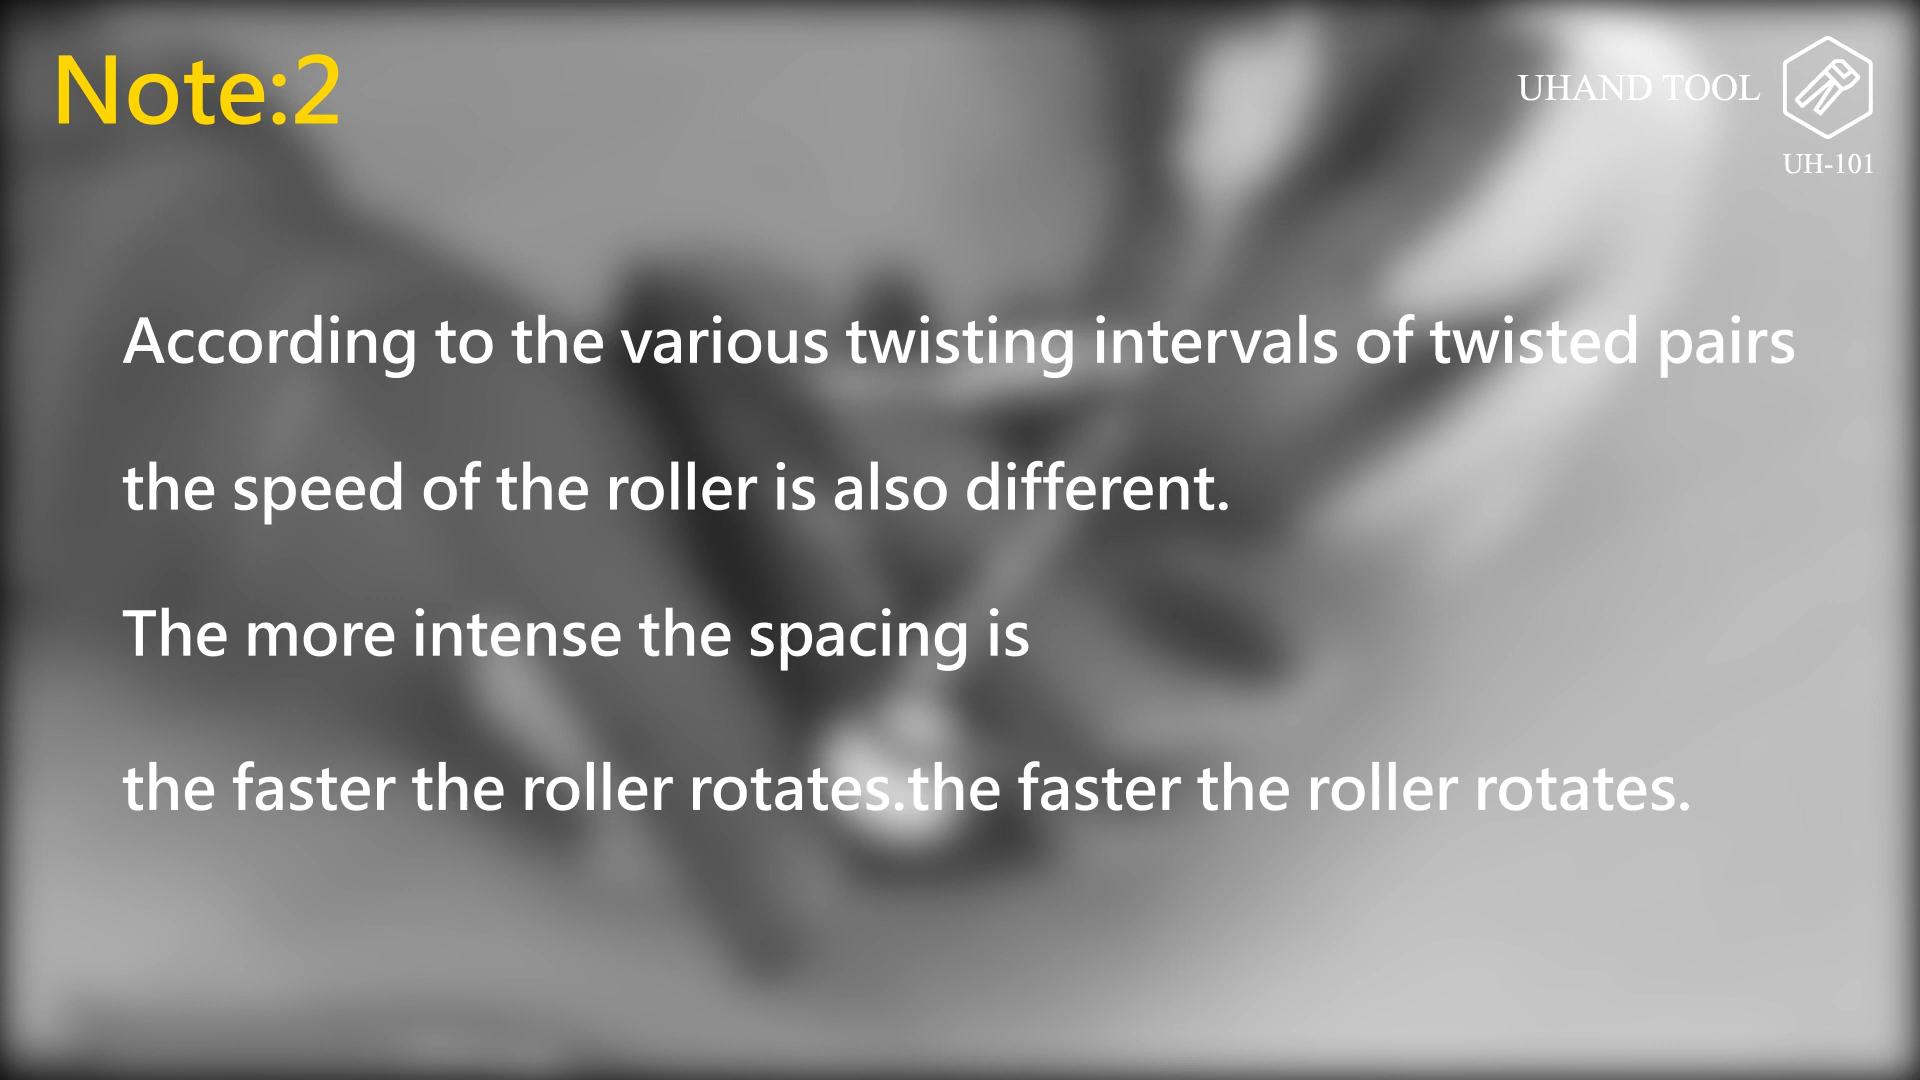 Note:2
UHAND TOOL
UH-101
According to the various twisting intervals of twisted pairs
the speed of the roller is also different.
The more intense the spacing is
the faster the roller rotates.the faster the roller rotates.